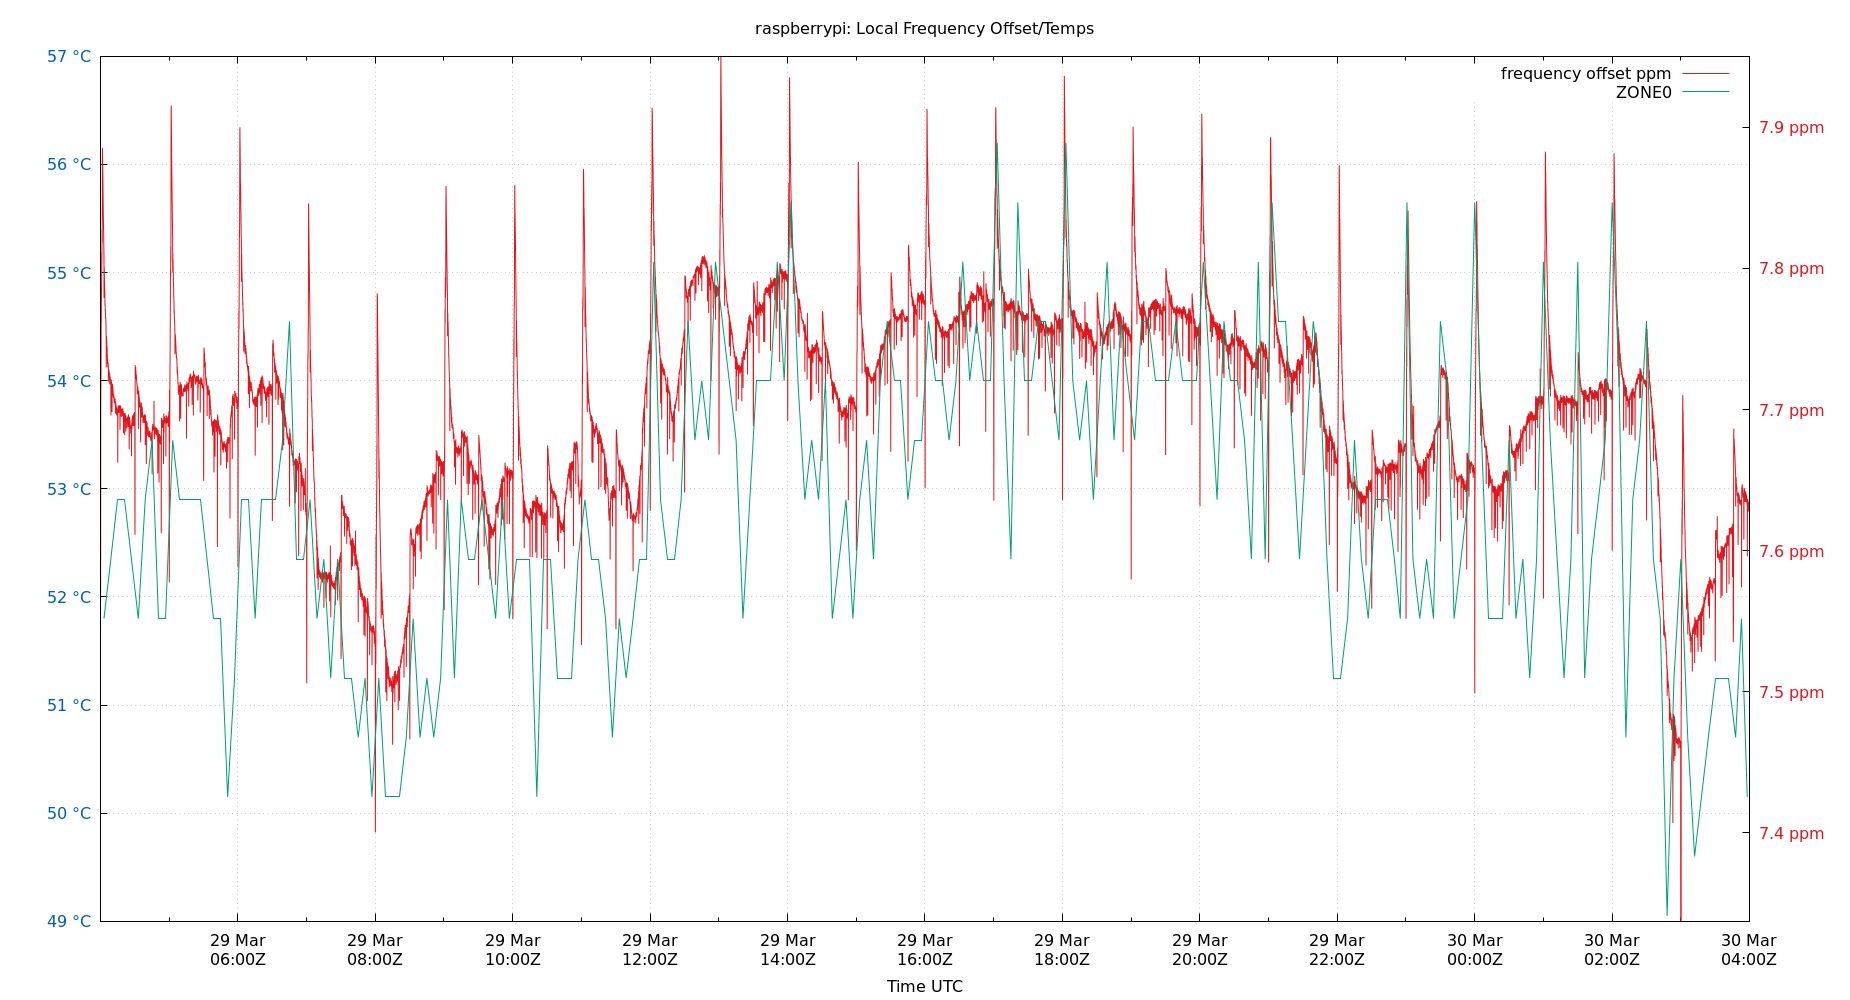 raspberrypi: Local Frequency Offset/Temps
57 °C
56 °C
55 °C
54 °C
53 °C
52 °C
51 °C
50 °C
49 °C
frequency offset ppm
ZONE0
7.9 ppm
7.8 ppm
7.7 ppm
7.6 ppm
7.5 ppm
7.4 ppm
29 Mar 29 Mar 29 Mar 29 Mar 29 Mar 29 Mar 29 Mar 29 Mar 29 Mar 30 Mar 30 Mar 30 Mar
06:00Z 08:00Z 10:00Z 12:00Z 14:00Z 16:00Z 18:00Z 20:00Z 22:00Z 00:00Z 02:00Z 04:00Z
Time UTC